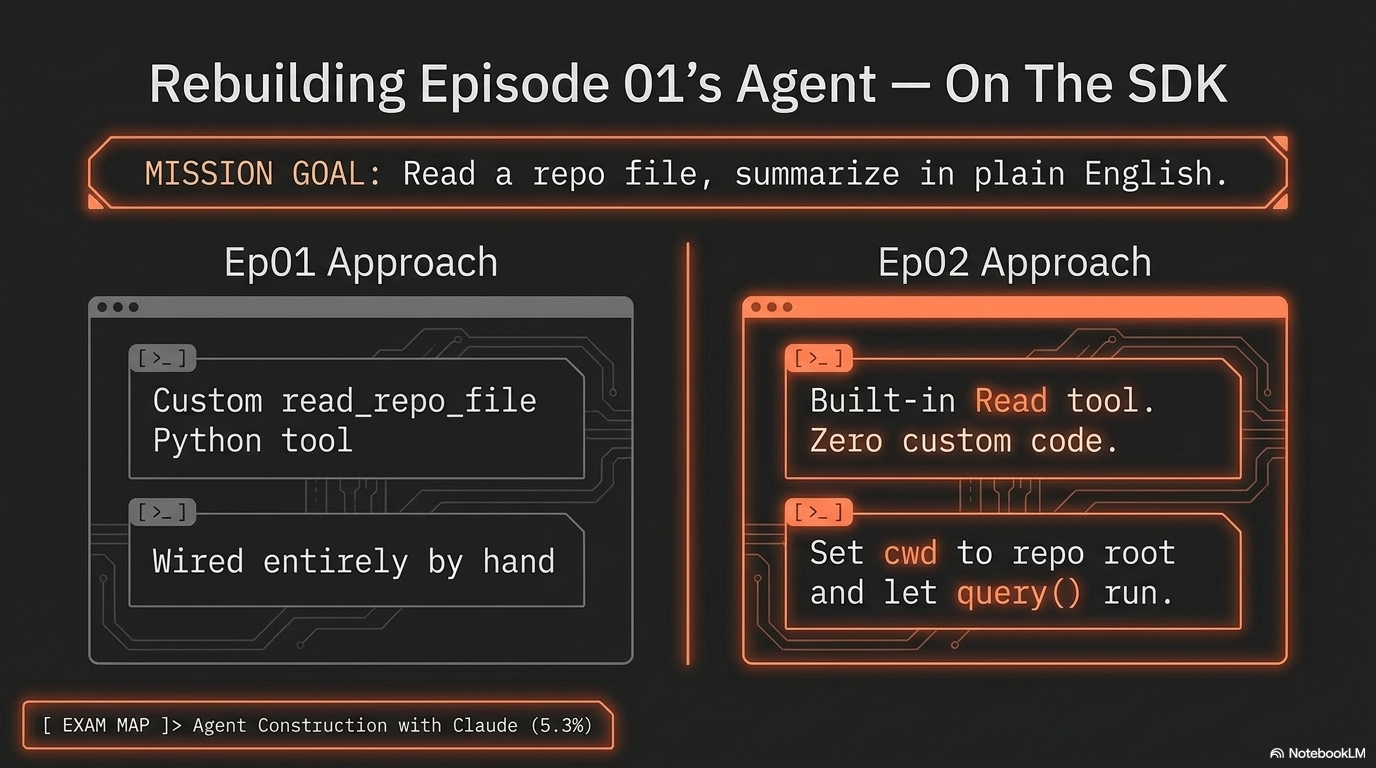 Rebuilding Episode 01’s Agent — On The SDK
MISSION GOAL: Read a repo file, summarize in plain English.
Ep01 Approach
[>_]
Custom read_repo_file
Python tool
[>_]
Wired entirely by hand
Ep02 Approach
[>_]
Built-in Read tool.
Zero custom code.
[>_]
Set cwd to repo root
and let query() run.
[ EXAM MAP ]> Agent Construction with Claude (5.3%)
NotebookLM